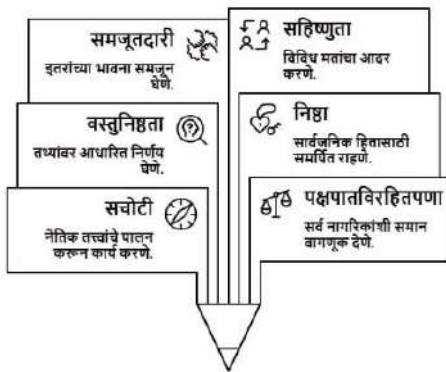 समजूतदारी
इतरांच्या भावना समजून
घेणे.
सहिष्णुता
विविध मतांचा आदर
करणे.
वस्तुनिष्ठता
तथ्यांवर आधारित निर्णय
घेणे.
निष्ठा
सार्वजनिक हितासाठी
समर्पित राहणे.
सचोटी
नैतिक तत्त्वांचे पालन
करून कार्य करणे.
पक्षपातविरहितपणा
सर्व नागरिकांशी समान
वागणूक देणे.